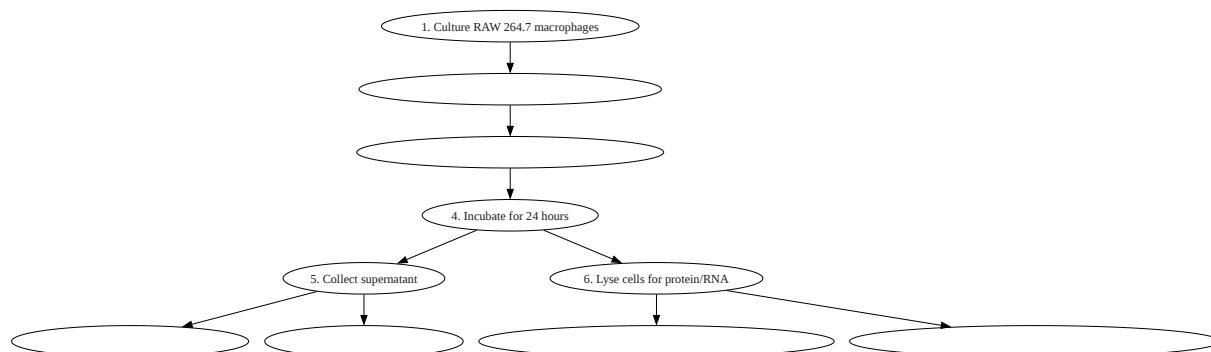 1. Culture RAW 264.7 macrophages
4. Incubate for 24 hours
5. Collect supernatant
6. Lyse cells for protein/RNA